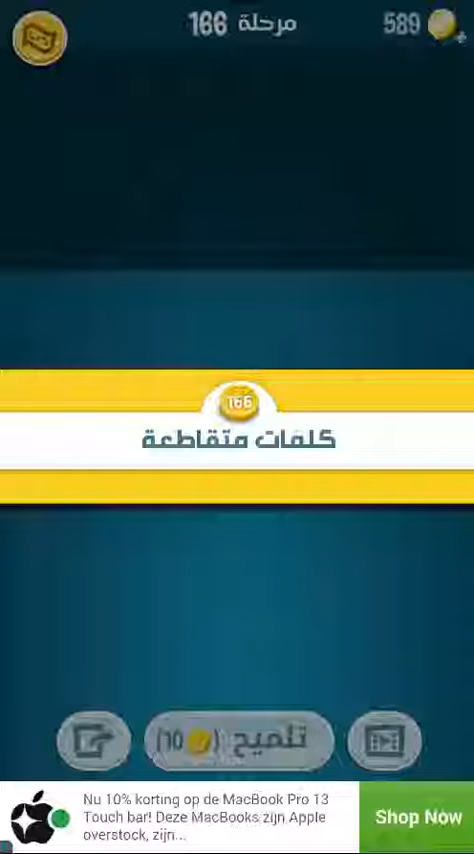 مرحلة 166
589
166
كلمات متقاطعة
تلميح (10)
Nu 10% korting op de MacBook Pro 13
Touch bar! Deze MacBooks zijn Apple
overstock, zijn...
Shop Now